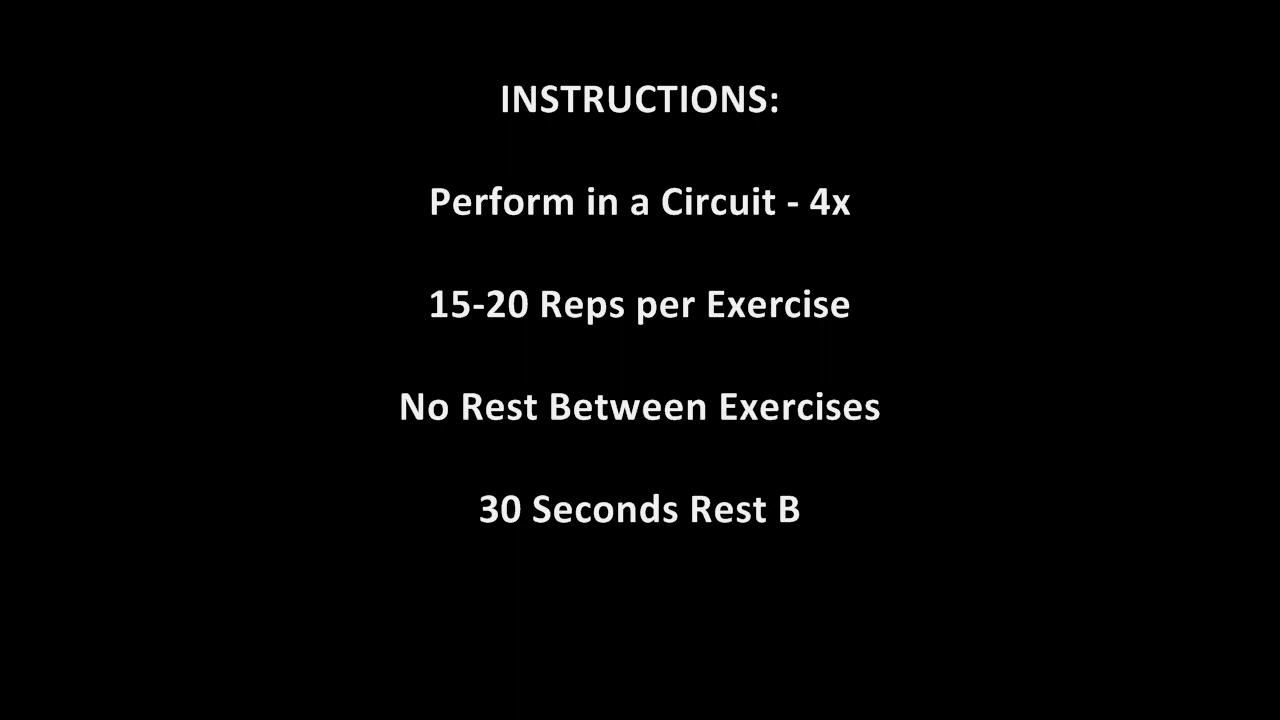 INSTRUCTIONS:
Perform in a Circuit - 4x
15-20 Reps per Exercise
No Rest Between Exercises
30 Seconds Rest B